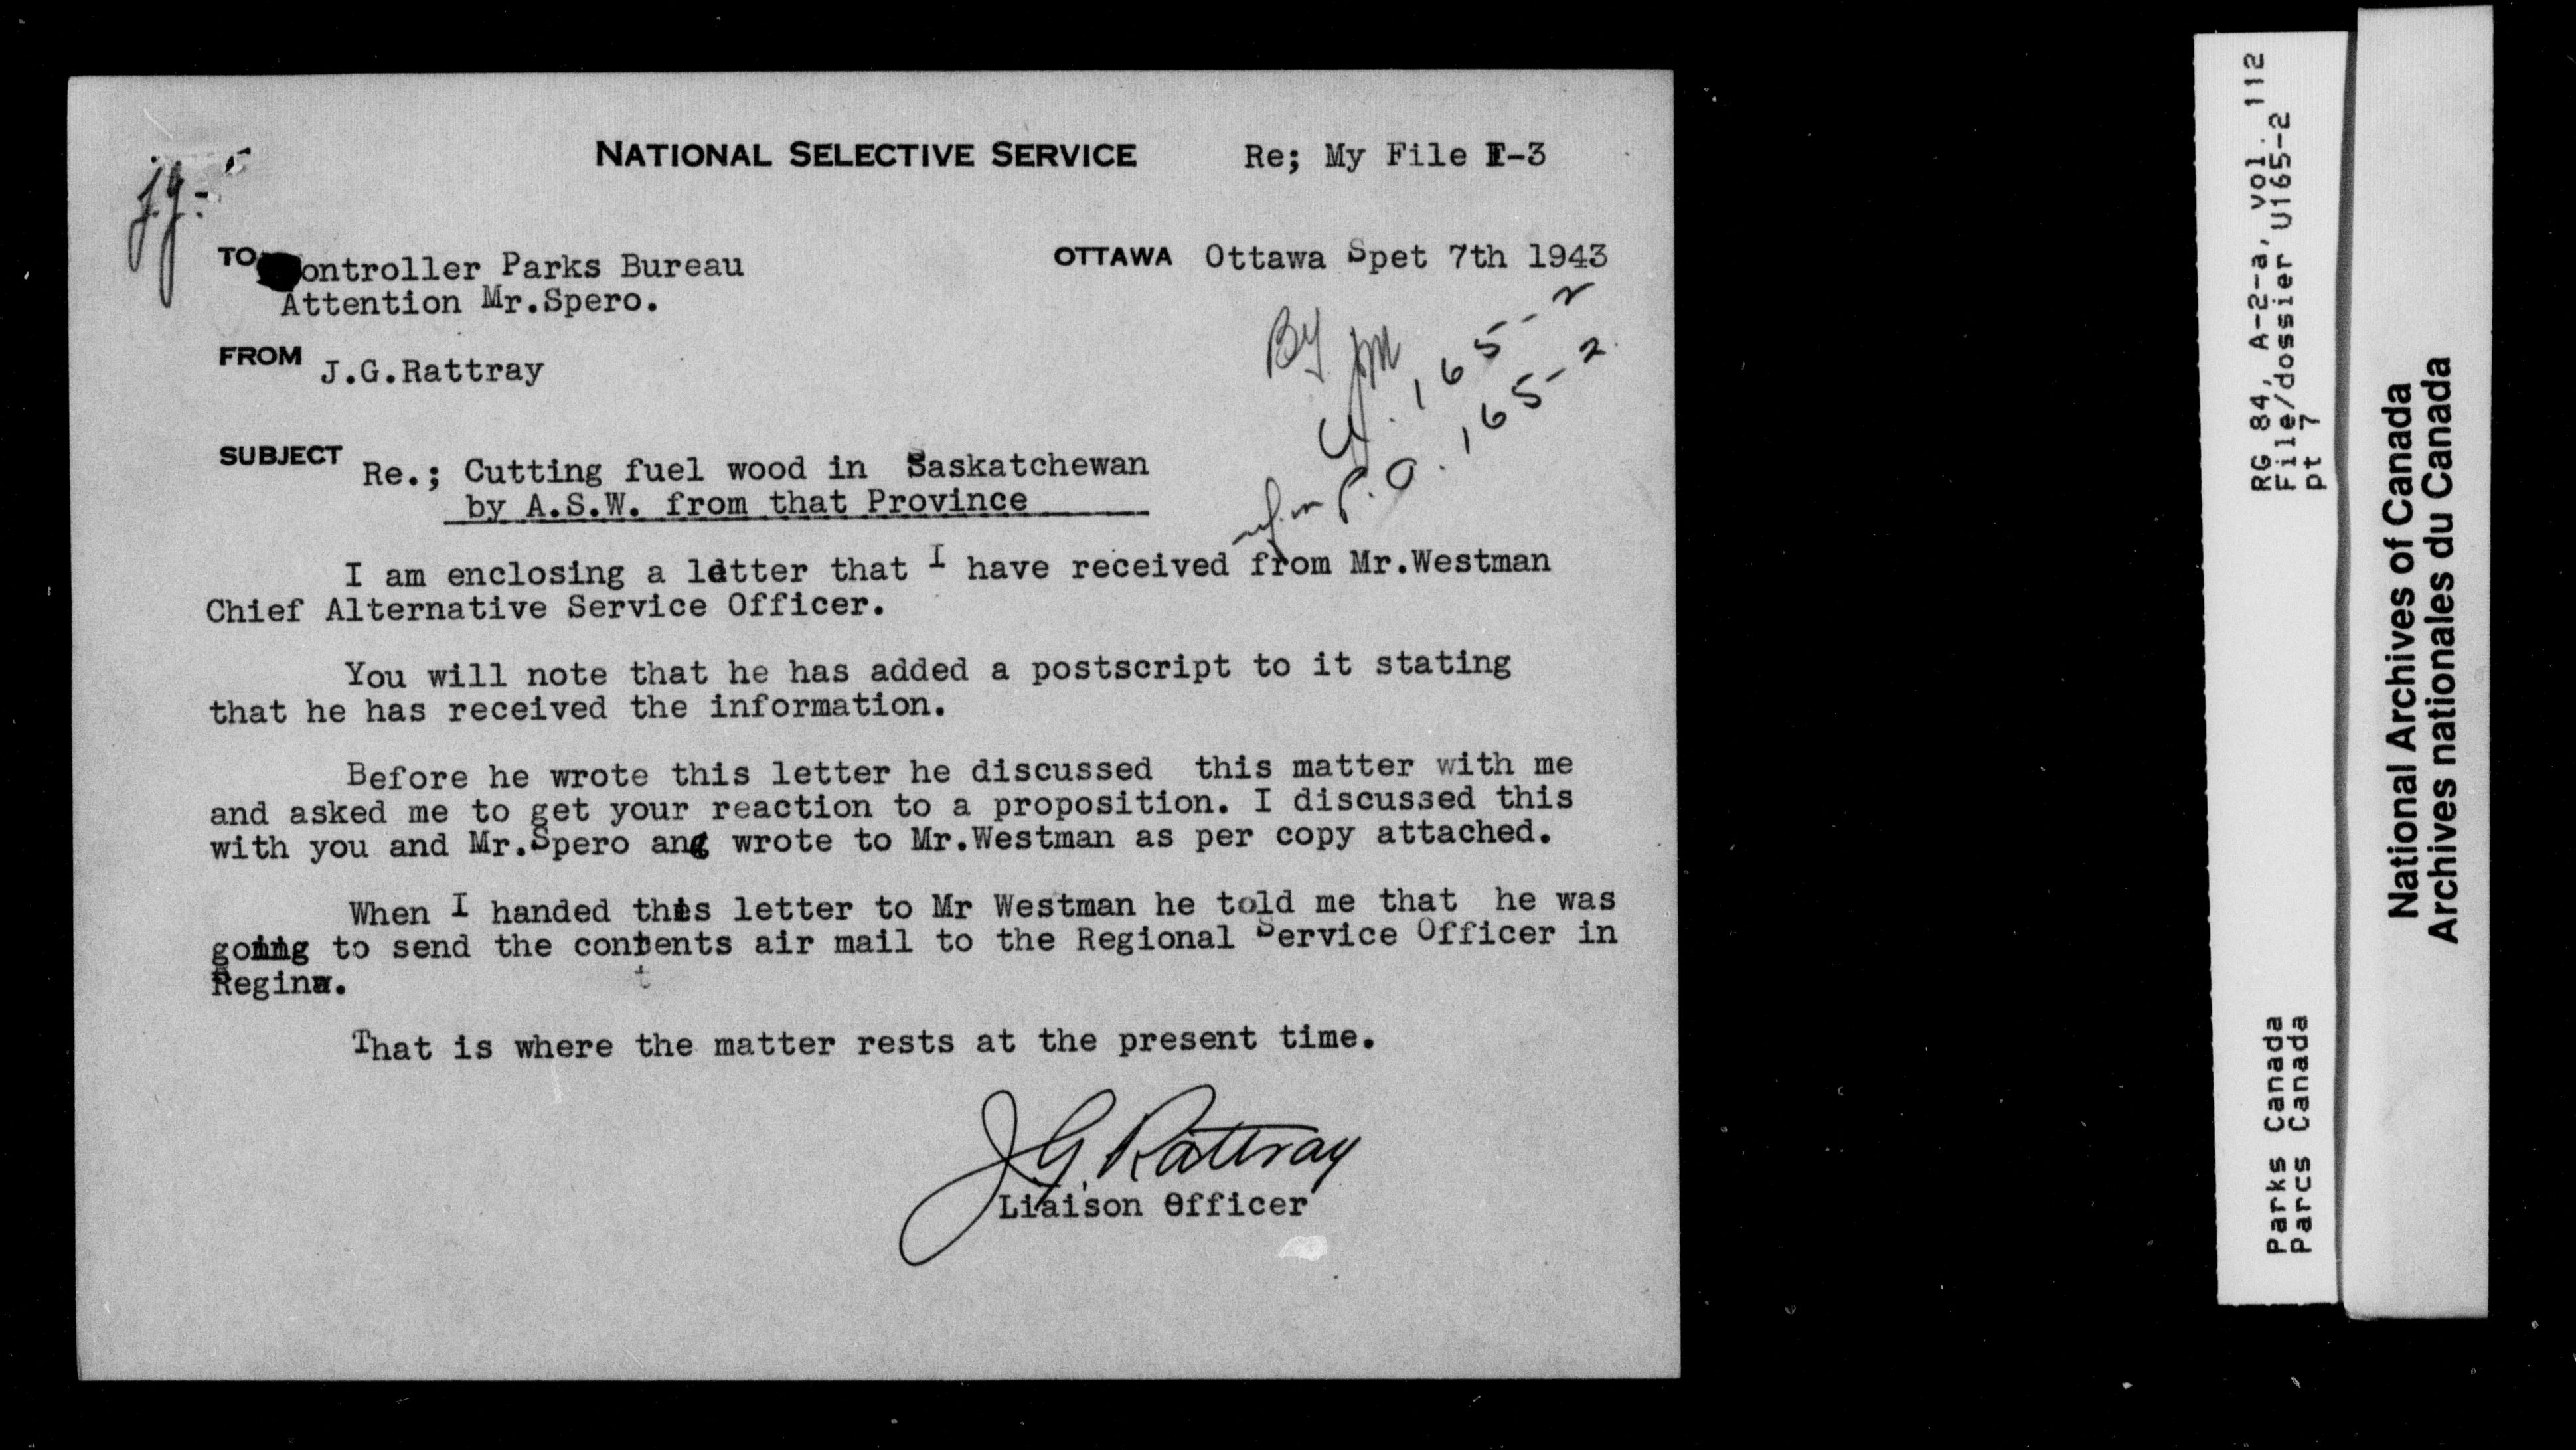 NATIONAL SELECTIVE SERVICE Re; My File I-3
J.G.
TO Controller Parks Bureau OTTAWA Ottawa Spet 7th 1943
Attention Mr.Spero.
FROM J.G.Rattray
By
U. 165-2
P.O. 165-2
SUBJECT Re.; Cutting fuel wood in Saskatchewan
by A.S.W. from that Province
I am enclosing a letter that I have received from Mr.Westman
Chief Alternative Service Officer.
You will note that he has added a postscript to it stating
that he has received the information.
Before he wrote this letter he discussed this matter with me
and asked me to get your reaction to a proposition. I discussed this
with you and Mr.Spero and wrote to Mr.Westman as per copy attached.
When I handed this letter to Mr Westman he told me that he was
going to send the contents air mail to the Regional Service Officer in
t
Regina.
That is where the matter rests at the present time.
J.G. Rattray
Liaison Officer
RG 84, A-2-a, vol. 112
File/dossier U165-2
pt 7
Parks Canada
Parcs Canada
National Archives of Canada
Archives nationales du Canada